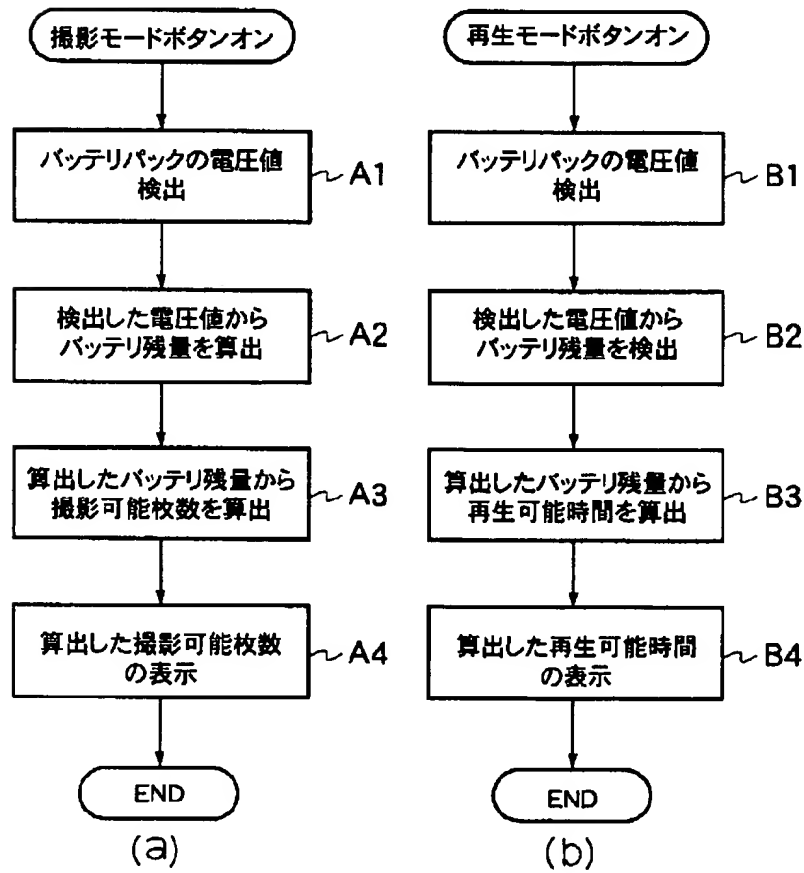 撮影モードボタンオン
バッテリパックの電圧値
検出
A1
検出した電圧値から
バッテリ残量を算出
A2
算出したバッテリ残量から
撮影可能枚数を算出
A3
算出した撮影可能枚数
の表示
A4
END
(a)
再生モードボタンオン
バッテリパックの電圧値
検出
B1
検出した電圧値から
バッテリ残量を検出
B2
算出したバッテリ残量から
再生可能時間を算出
B3
算出した再生可能時間
の表示
B4
END
(b)